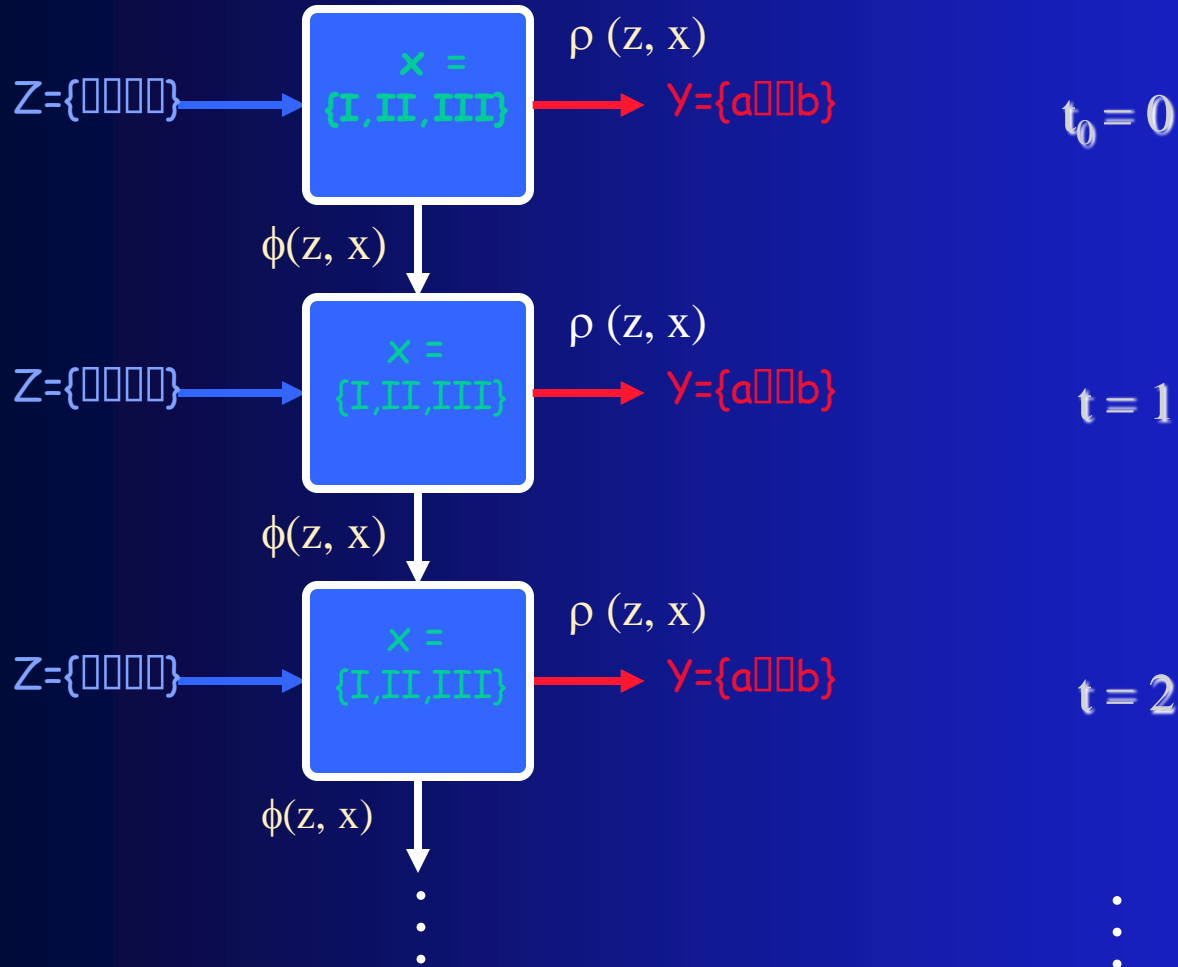 ρ (z, x)
x =
Z={▯▯▯▯}
{I,II,III}
Y={a▯▯b}
t₀ = 0
ϕ(z, x)
ρ (z, x)
x =
Z={▯▯▯▯}
{I,II,III}
Y={a▯▯b}
t = 1
ϕ(z, x)
ρ (z, x)
x =
Z={▯▯▯▯}
{I,II,III}
Y={a▯▯b}
t = 2
ϕ(z, x)